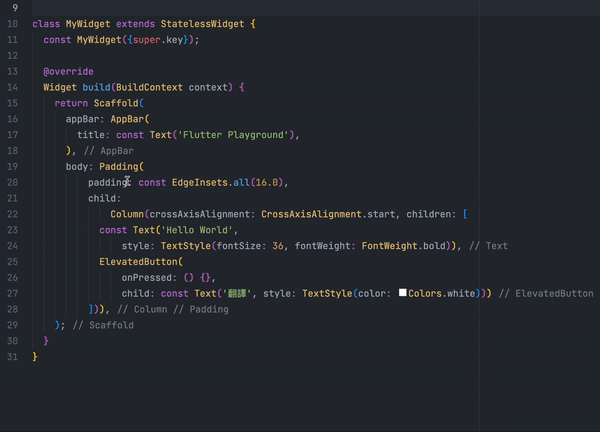 9
10 class MyWidget extends StatelessWidget {
11   const MyWidget({super.key});
12
13   @override
14   Widget build(BuildContext context) {
15     return Scaffold(
16       appBar: AppBar(
17         title: const Text('Flutter Playground'),
18       ), // AppBar
19       body: Padding(
20           padding: const EdgeInsets.all(16.0),
21           child:
22               Column(crossAxisAlignment: CrossAxisAlignment.start, children: [
23             const Text('Hello World',
24                 style: TextStyle(fontSize: 36, fontWeight: FontWeight.bold)), // Text
25             ElevatedButton(
26                 onPressed: () {},
27                 child: const Text('翻譯', style: TextStyle(color: Colors.white))) // ElevatedButton
28           ])), // Column // Padding
29     ); // Scaffold
30   }
31 }